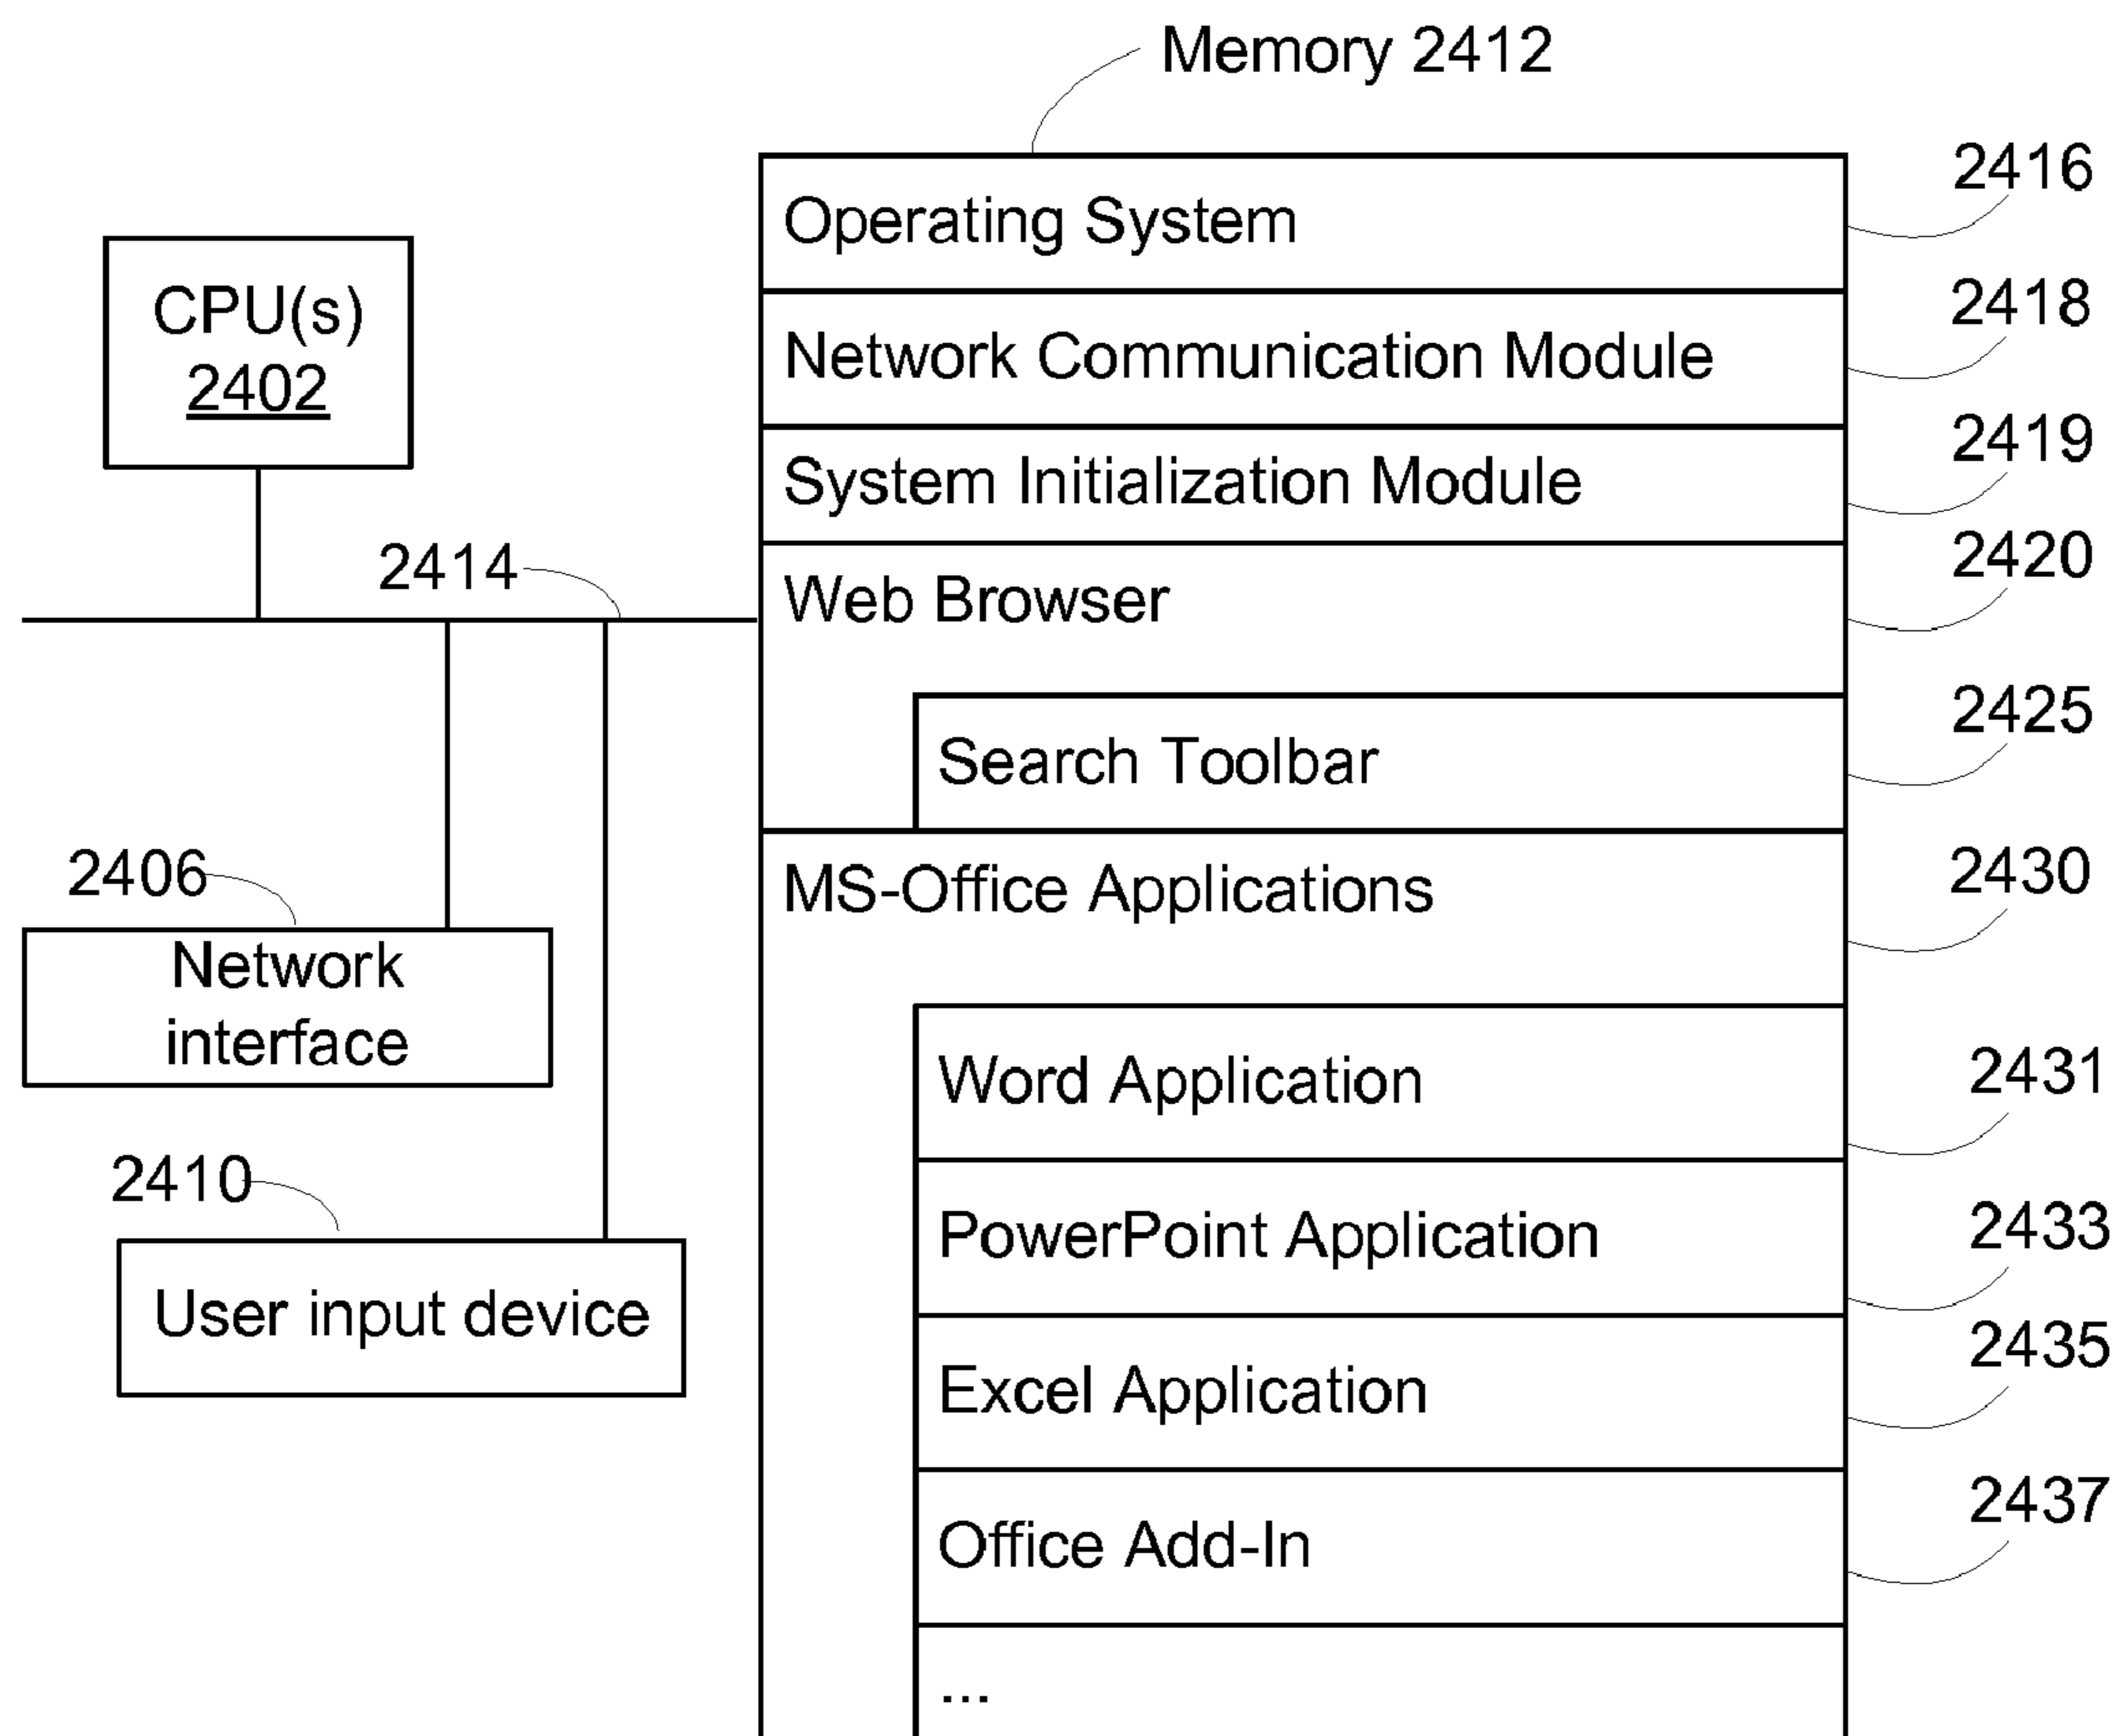 Memory 2412
Operating System
2416
CPU(s)
2402
Network Communication Module
2418
System Initialization Module
2419
2414
Web Browser
2420
Search Toolbar
2425
2406
Network
interface
MS-Office Applications
2430
Word Application
2431
2410
User input device
PowerPoint Application
2433
Excel Application
2435
Office Add-In
2437
...